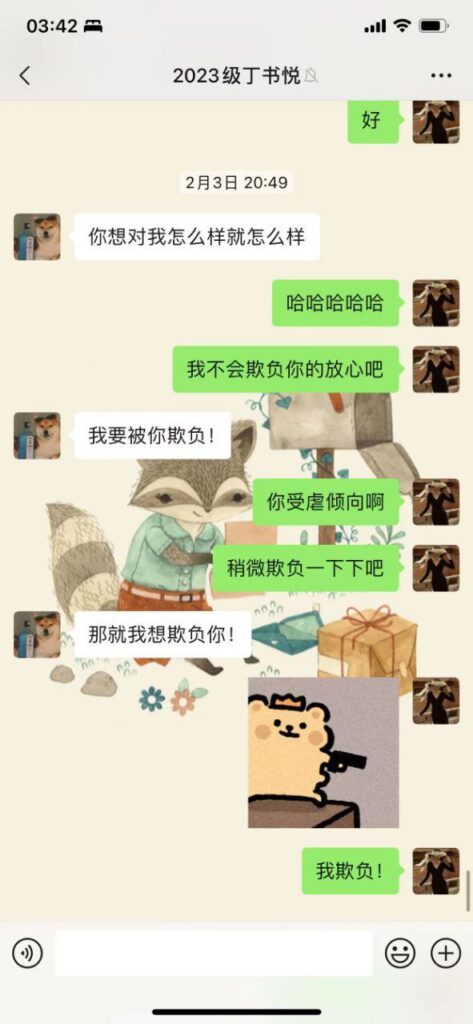 03:42
2023级丁书悦
好
2月3日 20:49
你想对我怎么样就怎么样
哈哈哈哈哈
我不会欺负你的放心吧
我要被你欺负！
你受虐倾向啊
稍微欺负一下下吧
那就我想欺负你！
我欺负！